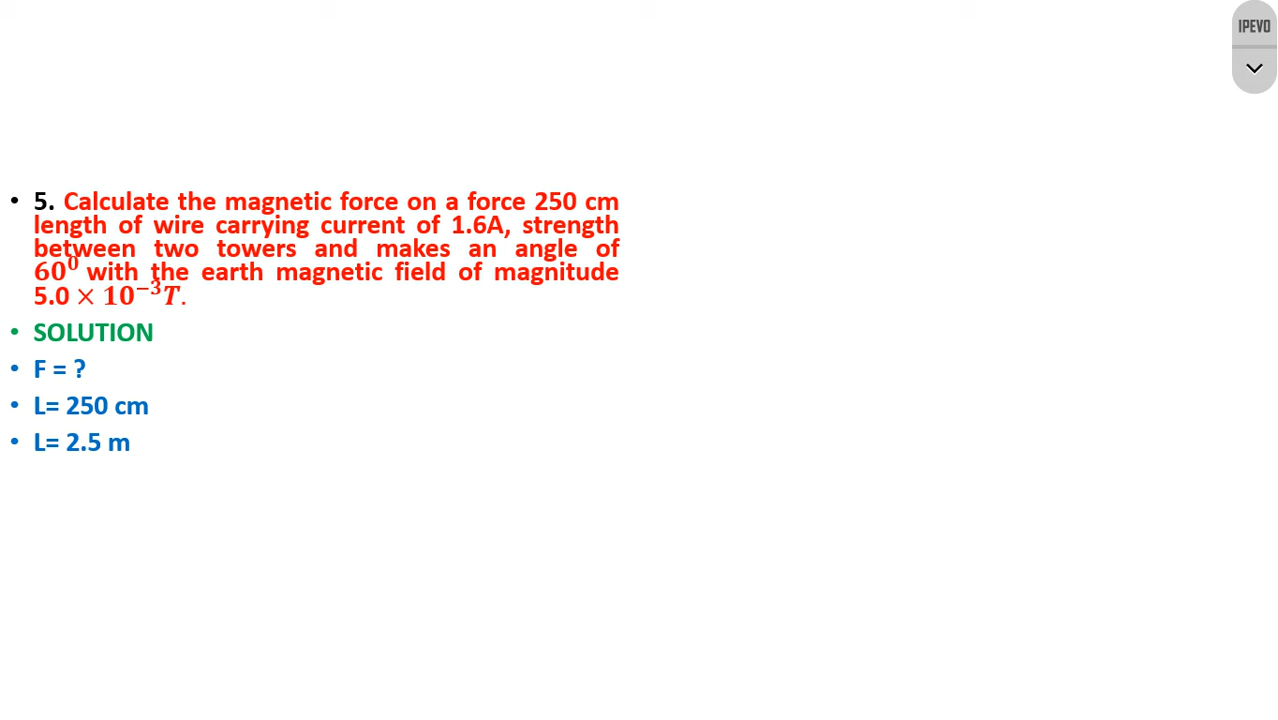 IPEVO
• 5. Calculate the magnetic force on a force 250 cm
length of wire carrying current of 1.6A, strength
between two towers and makes an angle of
60⁰ with the earth magnetic field of magnitude
5.0 × 10⁻³T.
• SOLUTION
• F = ?
• L= 250 cm
• L= 2.5 m